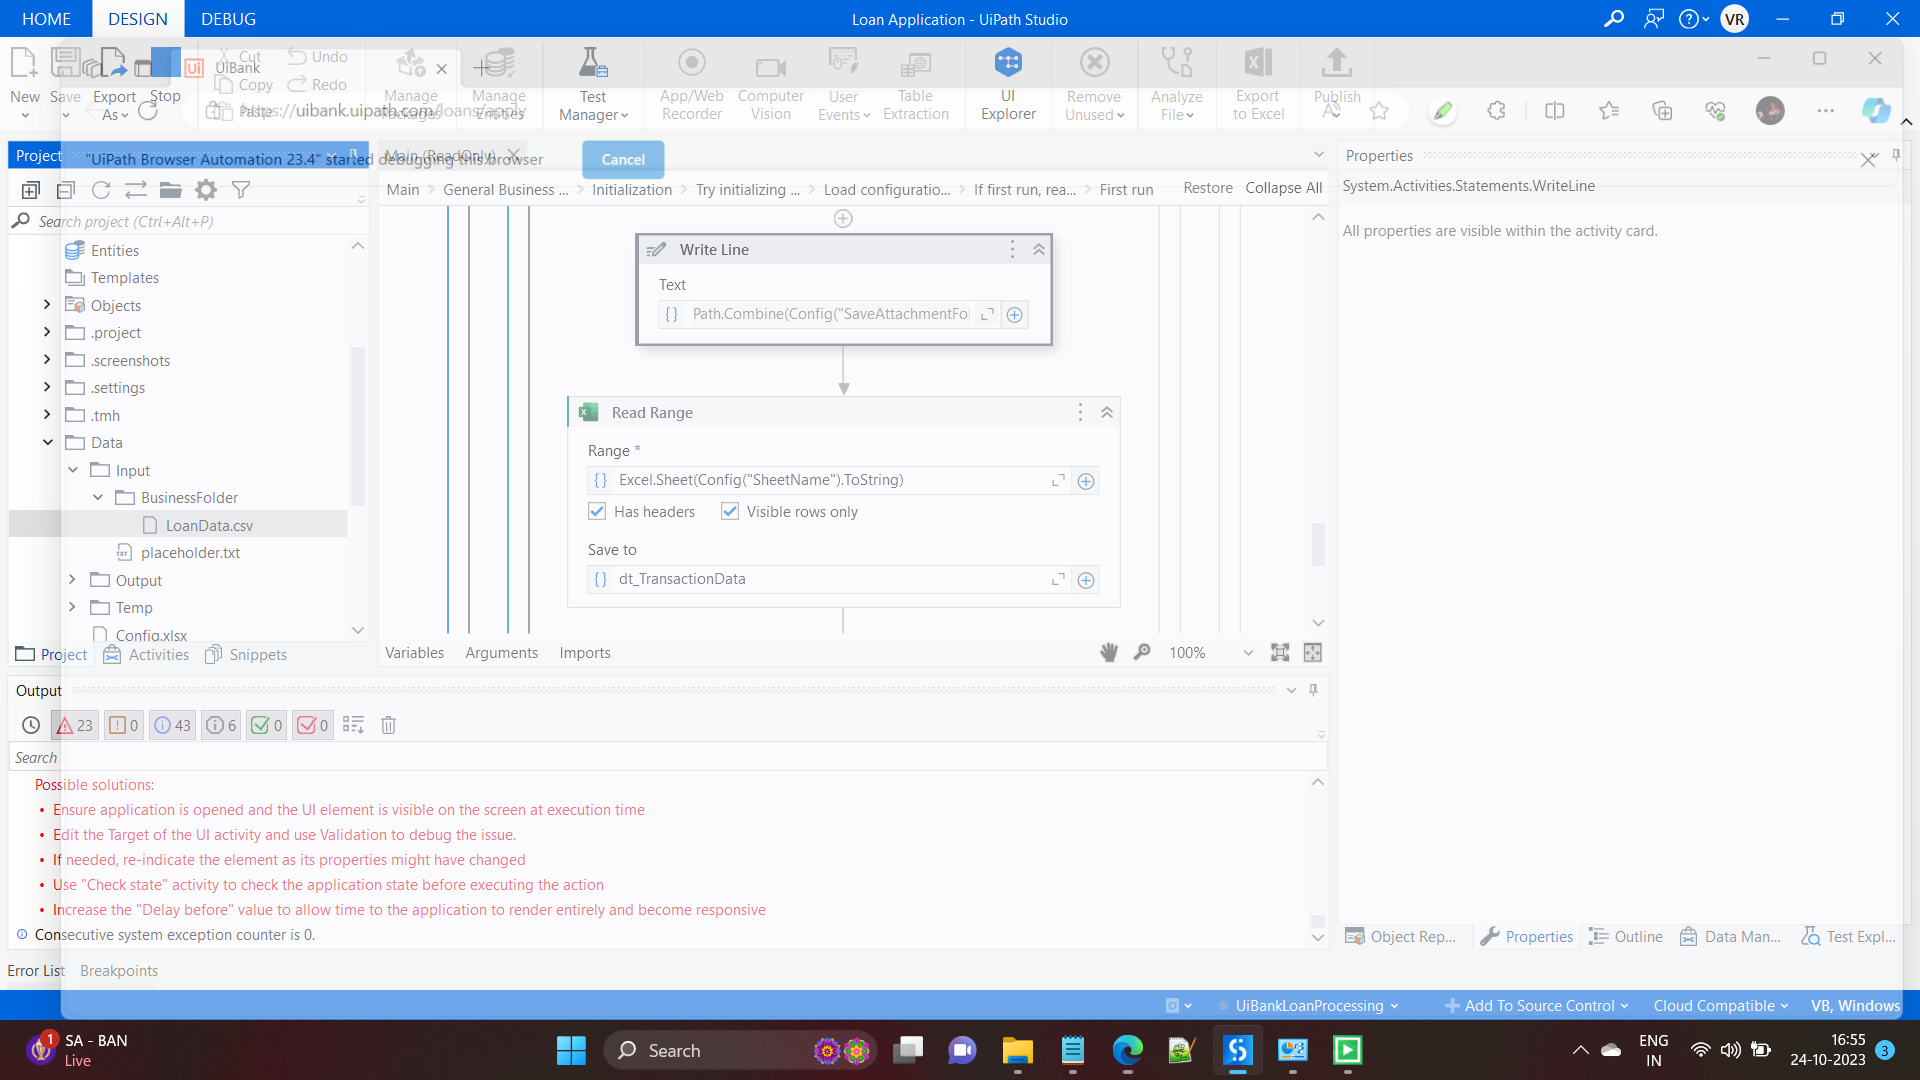 HOME DESIGN DEBUG Loan Application - UiPath Studio VR
New Save Export As Stop Cut Copy Paste Undo Redo Manage Packages Manage Entities Test Manager App/Web Recorder Computer Vision User Events Table Extraction UI Explorer Remove Unused Analyze File Export to Excel Publish
UiBank
https://uibank.uipath.com/loans/apply
"UiPath Browser Automation 23.4" started debugging this browser Cancel
Project
Main (ReadOnly)
Properties
Main General Business ... Initialization Try initializing ... Load configuratio... If first run, rea... First run Restore Collapse All
System.Activities.Statements.WriteLine
All properties are visible within the activity card.
Search project (Ctrl+Alt+P)
Entities
Templates
Objects
.project
.screenshots
.settings
.tmh
Data
Input
BusinessFolder
LoanData.csv
placeholder.txt
Output
Temp
Config.xlsx
Project Activities Snippets
Write Line
Text
Path.Combine(Config("SaveAttachmentFo
Read Range
Range *
Excel.Sheet(Config("SheetName").ToString)
Has headers Visible rows only
Save to
dt_TransactionData
Variables Arguments Imports 100%
Output
23 0 43 6 0 0
Search
Possible solutions:
• Ensure application is opened and the UI element is visible on the screen at execution time
• Edit the Target of the UI activity and use Validation to debug the issue.
• If needed, re-indicate the element as its properties might have changed
• Use "Check state" activity to check the application state before executing the action
• Increase the "Delay before" value to allow time to the application to render entirely and become responsive
Consecutive system exception counter is 0.
Object Rep... Properties Outline Data Man... Test Expl...
Error List Breakpoints
UiBankLoanProcessing Add To Source Control Cloud Compatible VB, Windows
1 SA - BAN
Live
Search
ENG
IN
16:55
24-10-2023 3